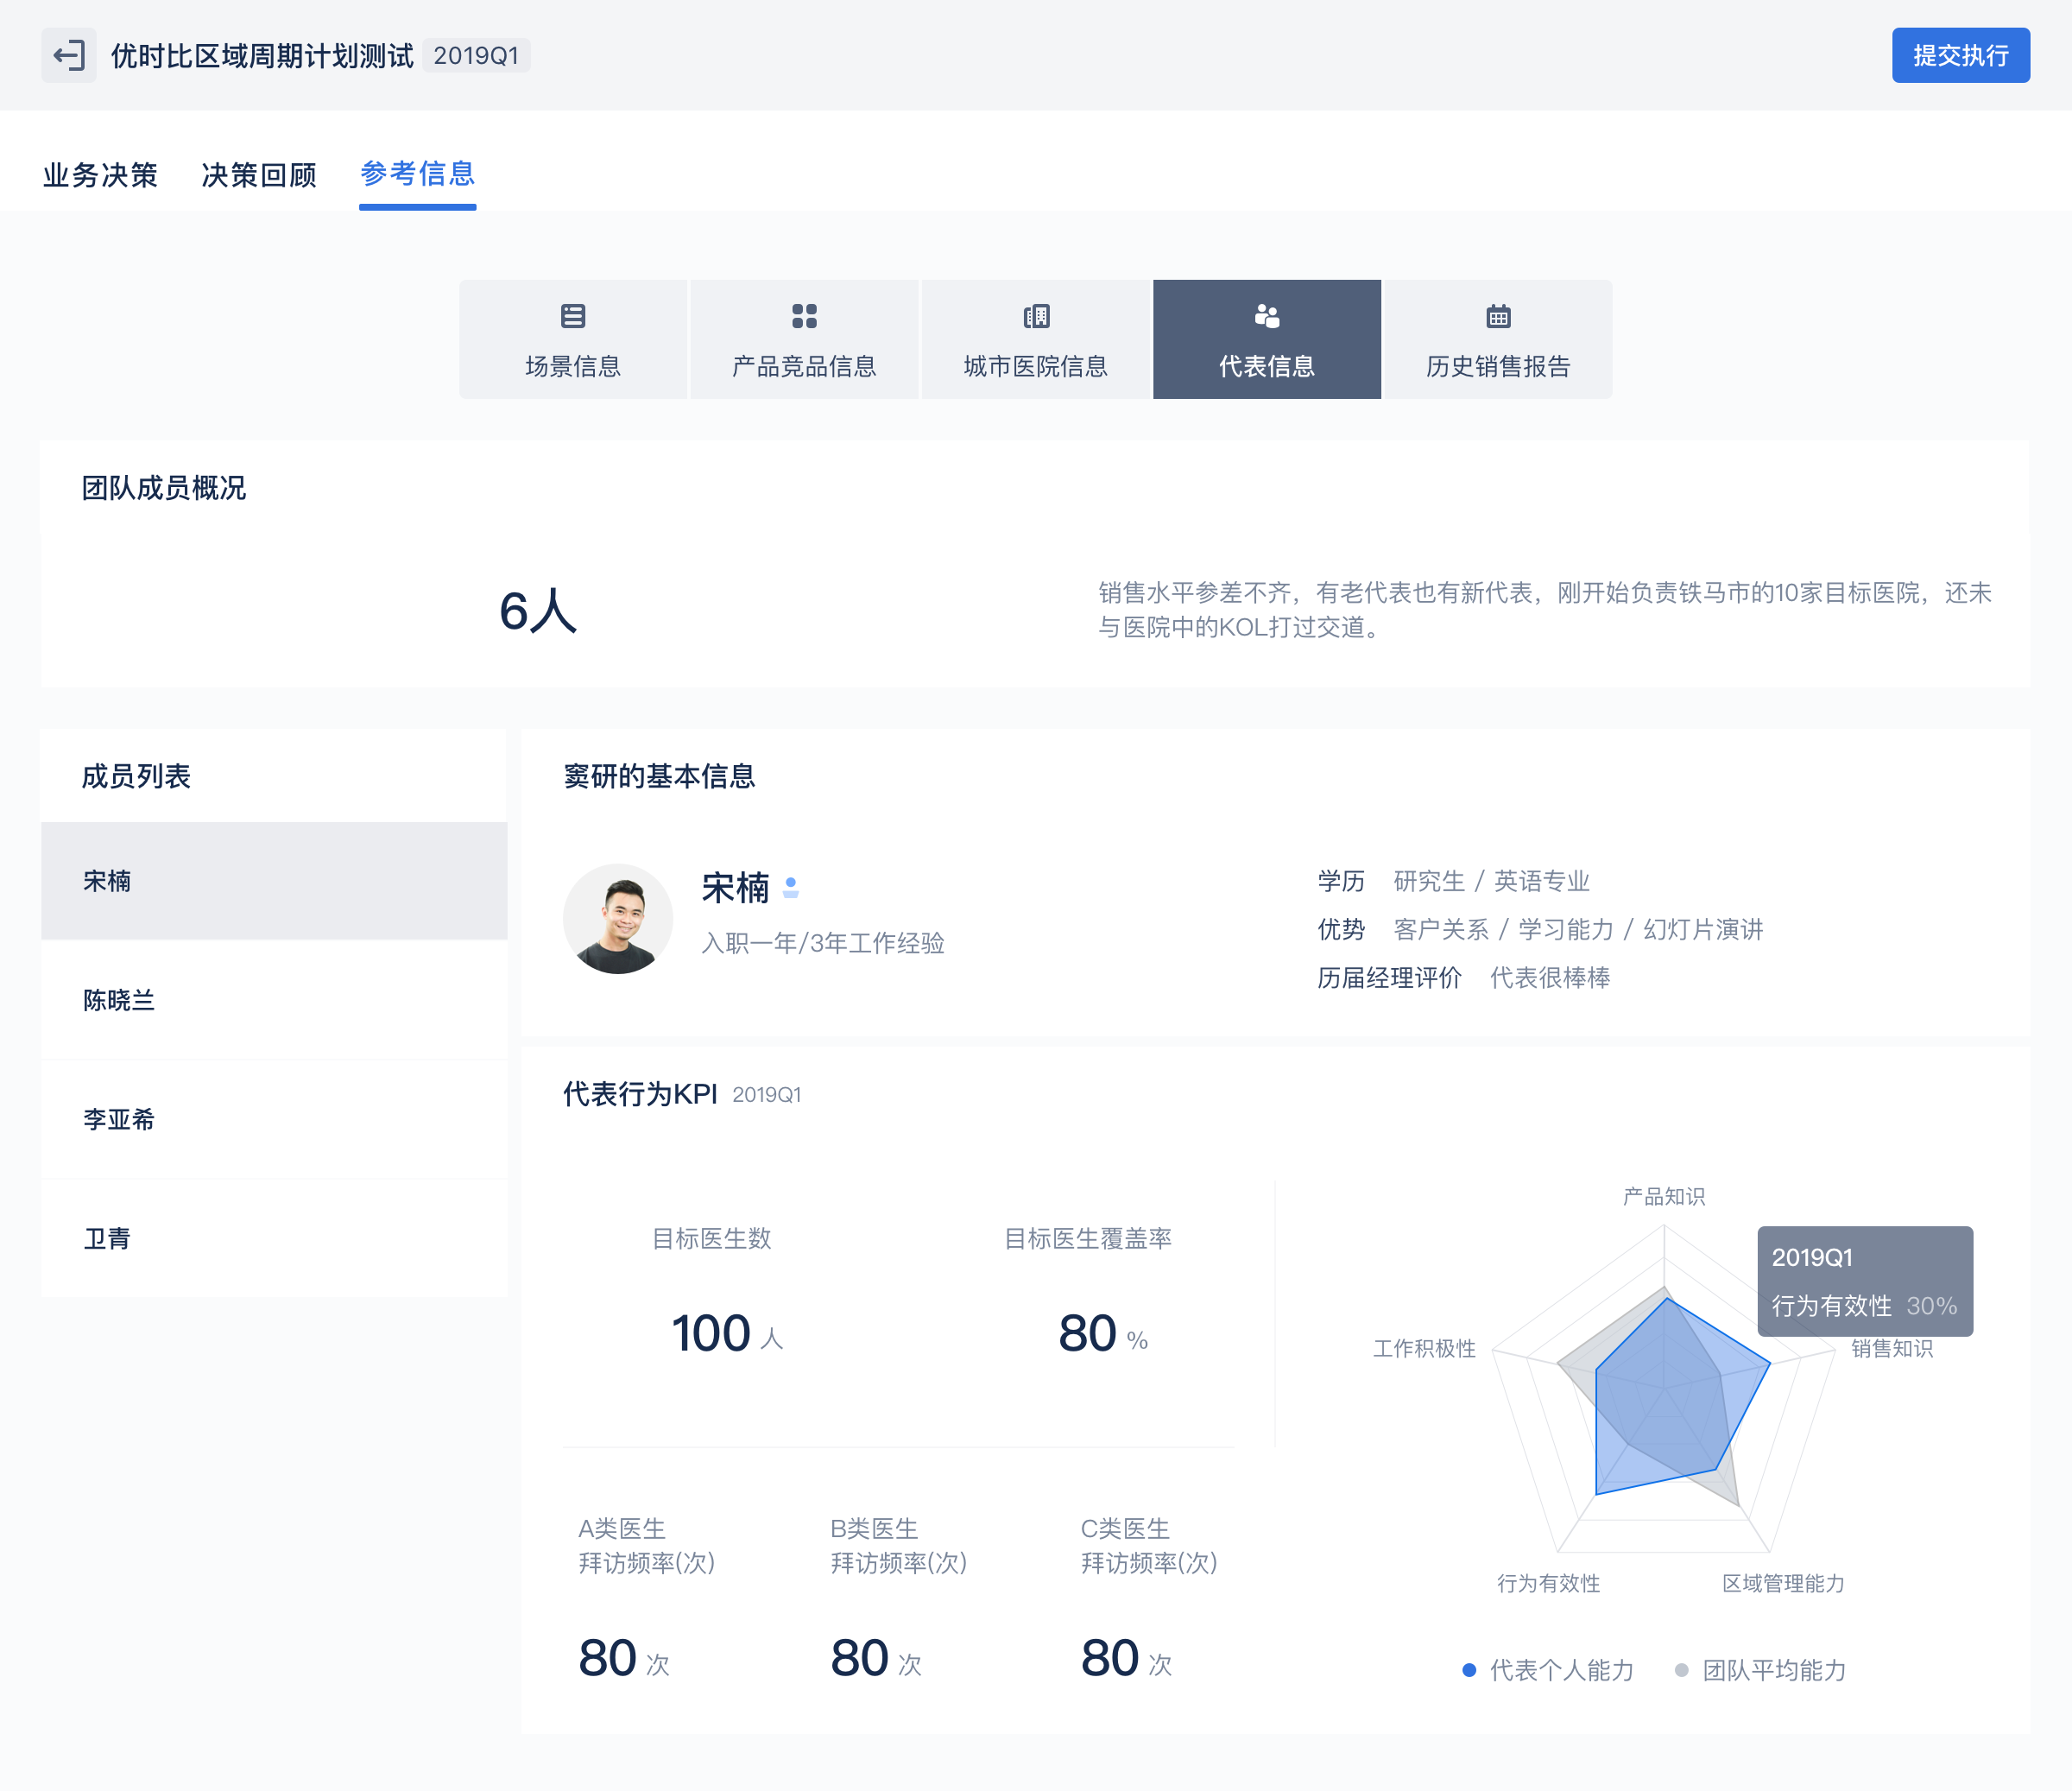 优时比区域周期计划测试 2019Q1
提交执行
业务决策 决策回顾 参考信息
场景信息 产品竞品信息 城市医院信息 代表信息 历史销售报告
团队成员概况
6人
销售水平参差不齐，有老代表也有新代表，刚开始负责铁马市的10家目标医院，还未
与医院中的KOL打过交道。
成员列表
宋楠
陈晓兰
李亚希
卫青
窦研的基本信息
宋楠
入职一年/3年工作经验
学历 研究生 / 英语专业
优势 客户关系 / 学习能力 / 幻灯片演讲
历届经理评价 代表很棒棒
代表行为KPI 2019Q1
目标医生数 目标医生覆盖率
100 人 80 %
A类医生
拜访频率(次)
80 次
B类医生
拜访频率(次)
80 次
C类医生
拜访频率(次)
80 次
产品知识
2019Q1
行为有效性 30%
工作积极性 销售知识
行为有效性 区域管理能力
代表个人能力 团队平均能力